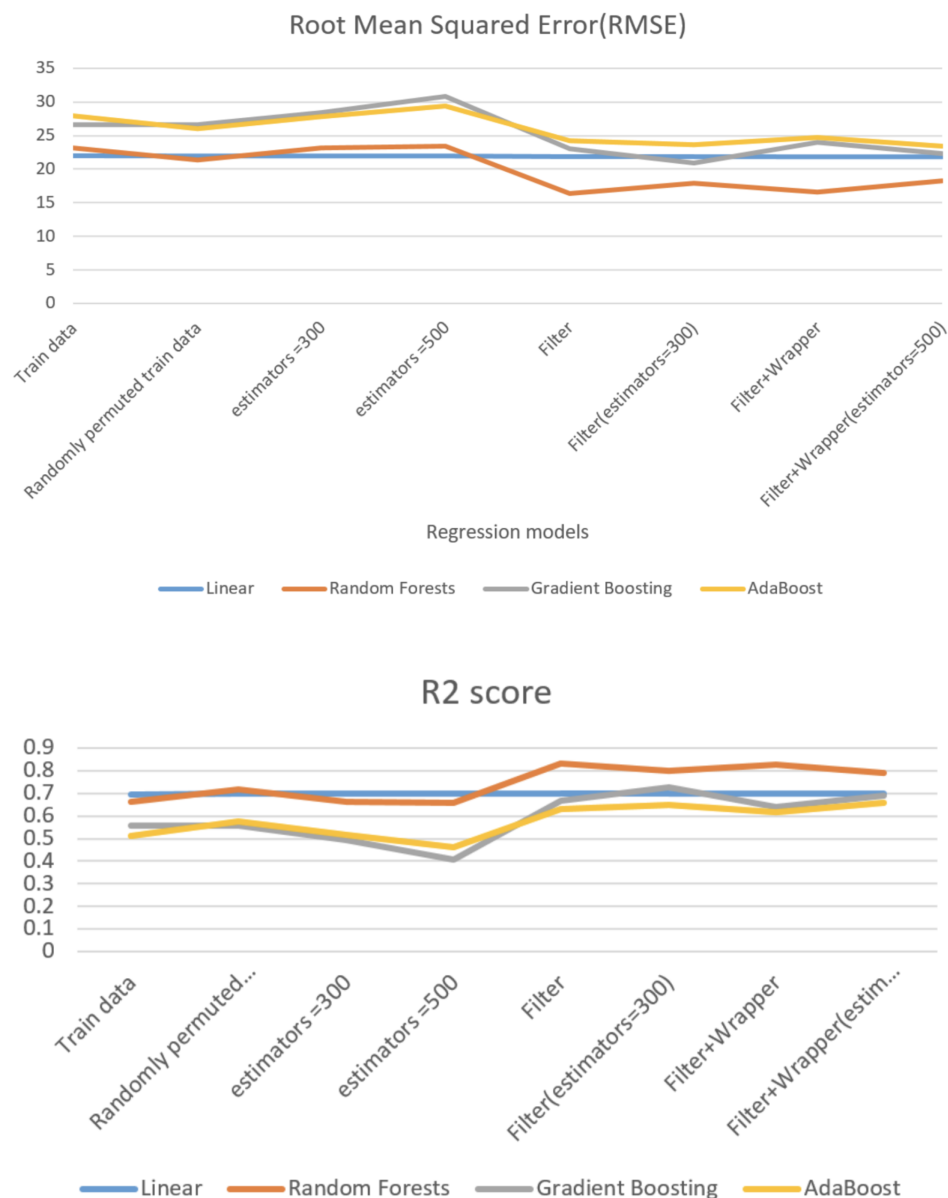 Root Mean Squared Error(RMSE)
35
30
25
20
15
10
5
0
Train data
Randomly permuted train data
estimators =300
estimators =500
Filter
Filter(estimators=300)
Filter+Wrapper
Filter+Wrapper(estimators=500)
Regression models
Linear Random Forests Gradient Boosting AdaBoost
R2 score
0.9
0.8
0.7
0.6
0.5
0.4
0.3
0.2
0.1
0
Train data
Randomly permuted...
estimators =300
estimators =500
Filter
Filter(estimators=300)
Filter+Wrapper
Filter+Wrapper(estim...
Linear Random Forests Gradient Boosting AdaBoost